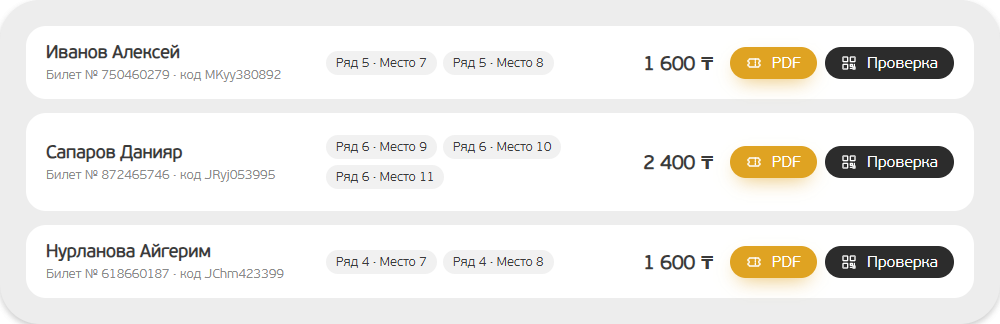 Иванов Алексей
Билет № 750460279 · код MKyy380892
Ряд 5 · Место 7
Ряд 5 · Место 8
1 600 ₸
PDF
Проверка
Сапаров Данияр
Билет № 872465746 · код JRyj053995
Ряд 6 · Место 9
Ряд 6 · Место 10
Ряд 6 · Место 11
2 400 ₸
PDF
Проверка
Нурланова Айгерим
Билет № 618660187 · код JChm423399
Ряд 4 · Место 7
Ряд 4 · Место 8
1 600 ₸
PDF
Проверка